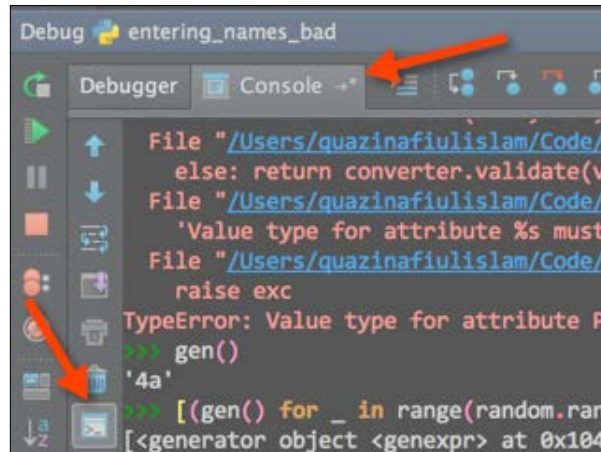 Debug entering_names_bad
Debugger Console
File "/Users/quazinafiulislam/Code/
else: return converter.validate(v
File "/Users/quazinafiulislam/Code/
'Value type for attribute %s must
File "/Users/quazinafiulislam/Code/
raise exc
TypeError: Value type for attribute
>>> gen()
'4a'
>>> [(gen() for _ in range(random.ran
[<generator object <genexpr> at 0x104